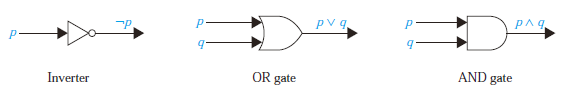 p ¬p
p q p ∨ q
p q p ∧ q
Inverter
OR gate
AND gate